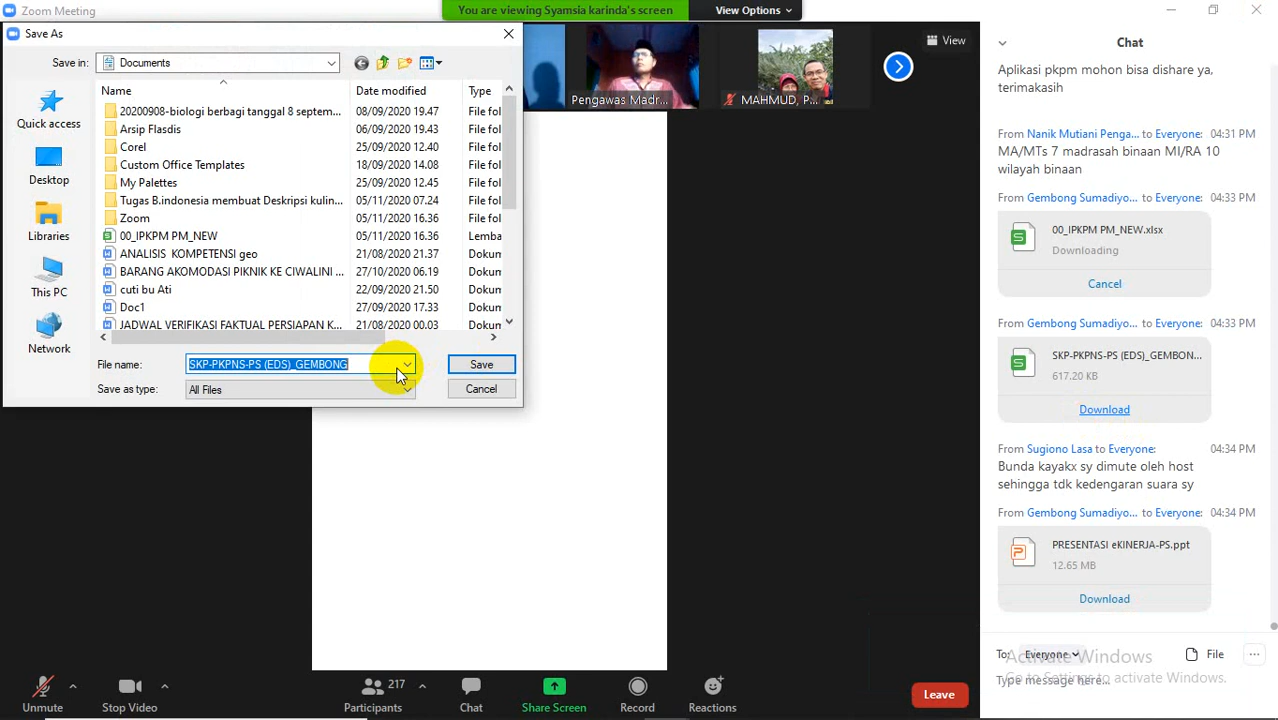 Zoom Meeting
You are viewing Syamsia karinda's screen
View Options
Save As
Save in:
Documents
Name
Date modified
Type
20200908-biologi berbagi tanggal 8 septem...
08/09/2020 19.47
File fol
Arsip Flasdis
06/09/2020 19.43
File fol
Corel
25/09/2020 12.40
File fol
Custom Office Templates
18/09/2020 14.08
File fol
My Palettes
25/09/2020 12.45
File fol
Tugas B.indonesia membuat Deskripsi kulin...
05/11/2020 07.24
File fol
Zoom
05/11/2020 16.36
File fol
00_IPKPM PM_NEW
05/11/2020 16.36
Lemba
ANALISIS KOMPETENSI geo
21/08/2020 21.37
Dokum
BARANG AKOMODASI PIKNIK KE CIWALINI ...
27/10/2020 06.19
Dokum
cuti bu Ati
22/09/2020 21.50
Dokum
Doc1
27/09/2020 17.33
Dokum
JADWAL VERIFIKASI FAKTUAL PERSIAPAN K...
21/08/2020 00.03
Dokum
Quick access
Desktop
Libraries
This PC
Network
File name:
SKP-PKPNS-PS (EDS)_GEMBONG
Save
Save as type:
All Files
Cancel
Pengawas Madr...
MAHMUD, P...
View
Chat
Aplikasi pkpm mohon bisa dishare ya,
terimakasih
From Nanik Mutiani Penga... to Everyone: 04:31 PM
MA/MTs 7 madrasah binaan MI/RA 10
wilayah binaan
From Gembong Sumadiyo... to Everyone: 04:33 PM
00_IPKPM PM_NEW.xlsx
Downloading
Cancel
From Gembong Sumadiyo... to Everyone: 04:33 PM
SKP-PKPNS-PS (EDS)_GEMBON...
617.20 KB
Download
From Sugiono Lasa to Everyone: 04:34 PM
Bunda kayakx sy dimute oleh host
sehingga tdk kedengaran suara sy
From Gembong Sumadiyo... to Everyone: 04:34 PM
PRESENTASI eKINERJA-PS.ppt
12.65 MB
Download
To: Everyone
File
Activate Windows
Go to Settings to activate Windows.
Type message here...
Unmute
Stop Video
217
Participants
Chat
Share Screen
Record
Reactions
Leave